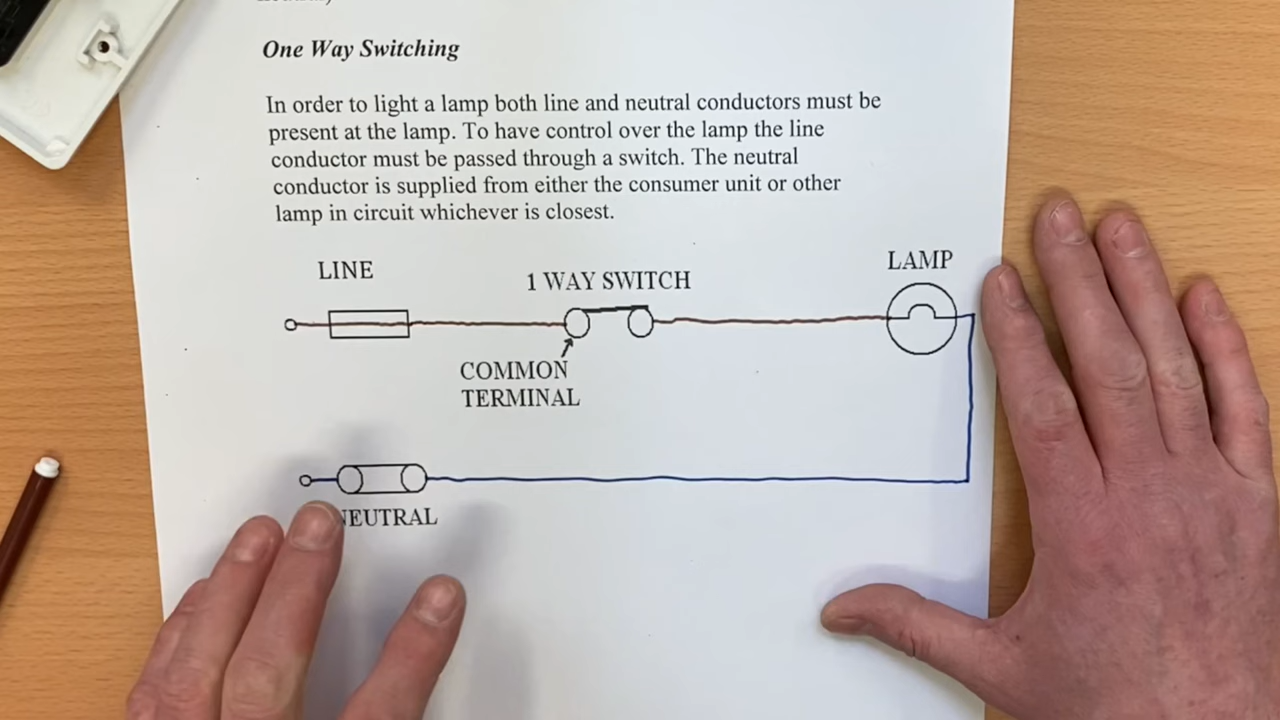 One Way Switching
In order to light a lamp both line and neutral conductors must be
present at the lamp. To have control over the lamp the line
conductor must be passed through a switch. The neutral
conductor is supplied from either the consumer unit or other
lamp in circuit whichever is closest.
LINE
1 WAY SWITCH
LAMP
COMMON
TERMINAL
NEUTRAL